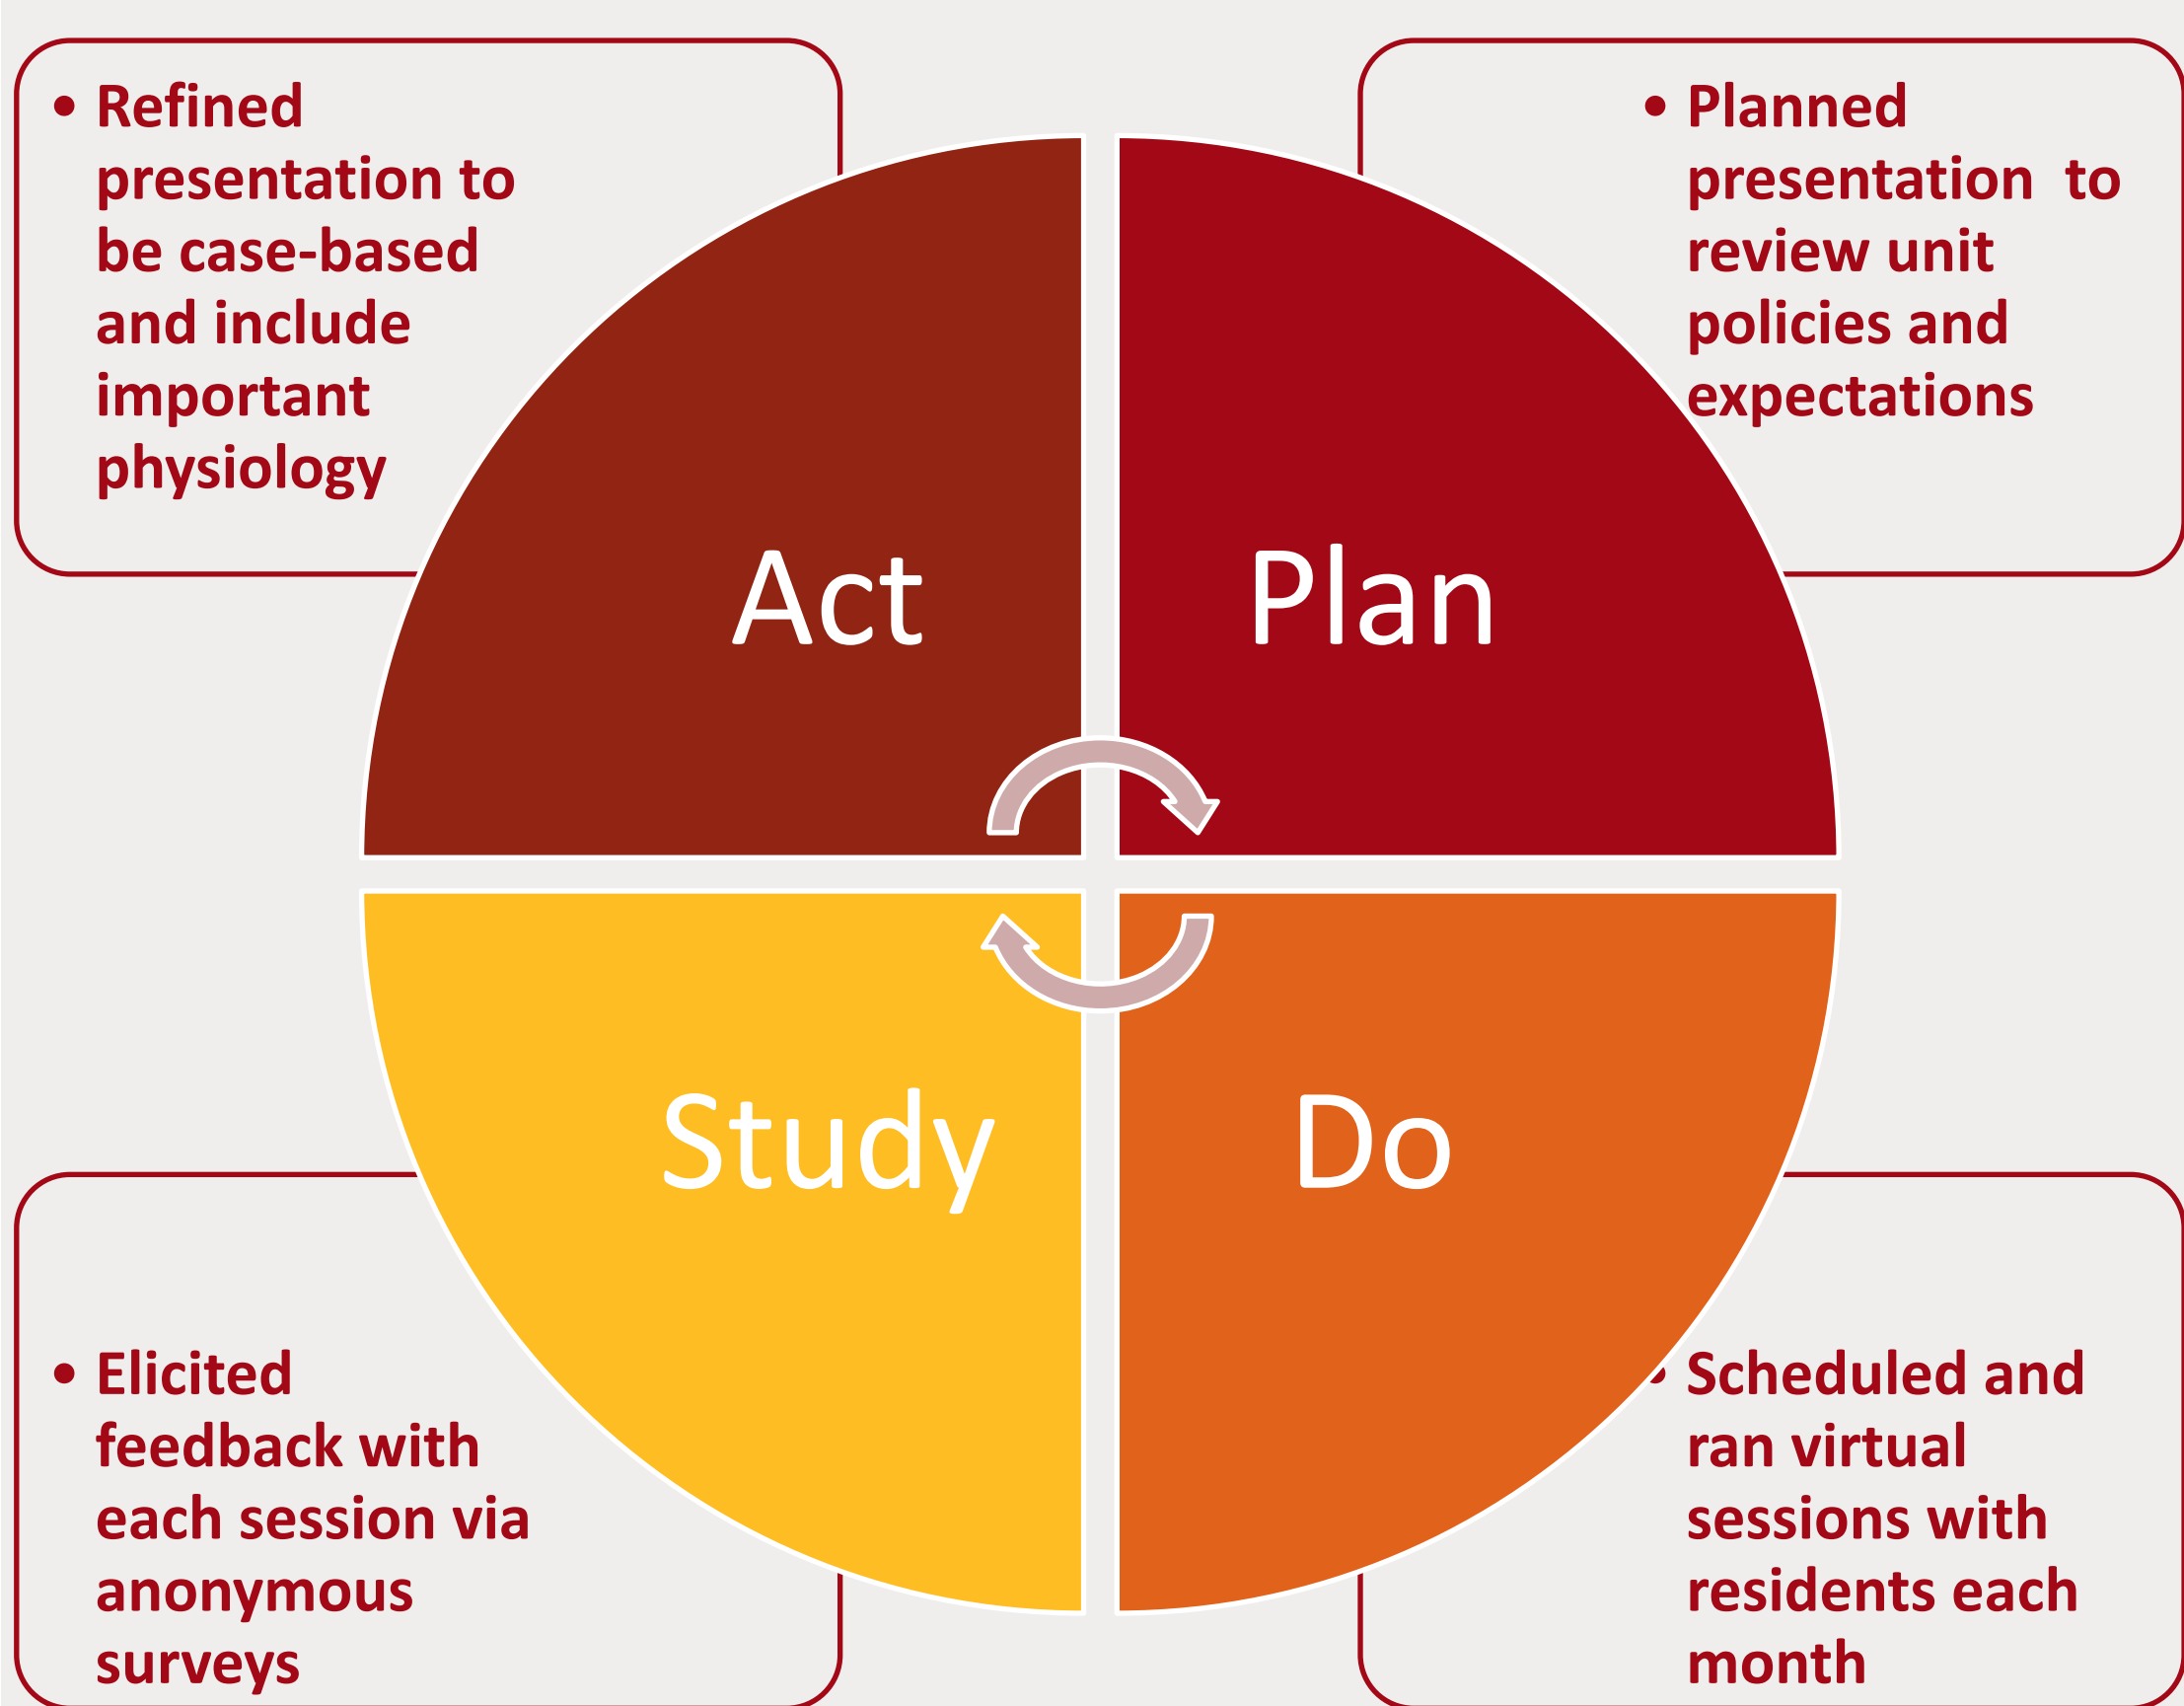 • Refined
presentation to
be case-based
and include
important
physiology
• Planned
presentation to
review unit
policies and
expectations
Act
Plan
Study
Do
• Elicited
feedback with
each session via
anonymous
surveys
• Scheduled and
ran virtual
sessions with
residents each
month